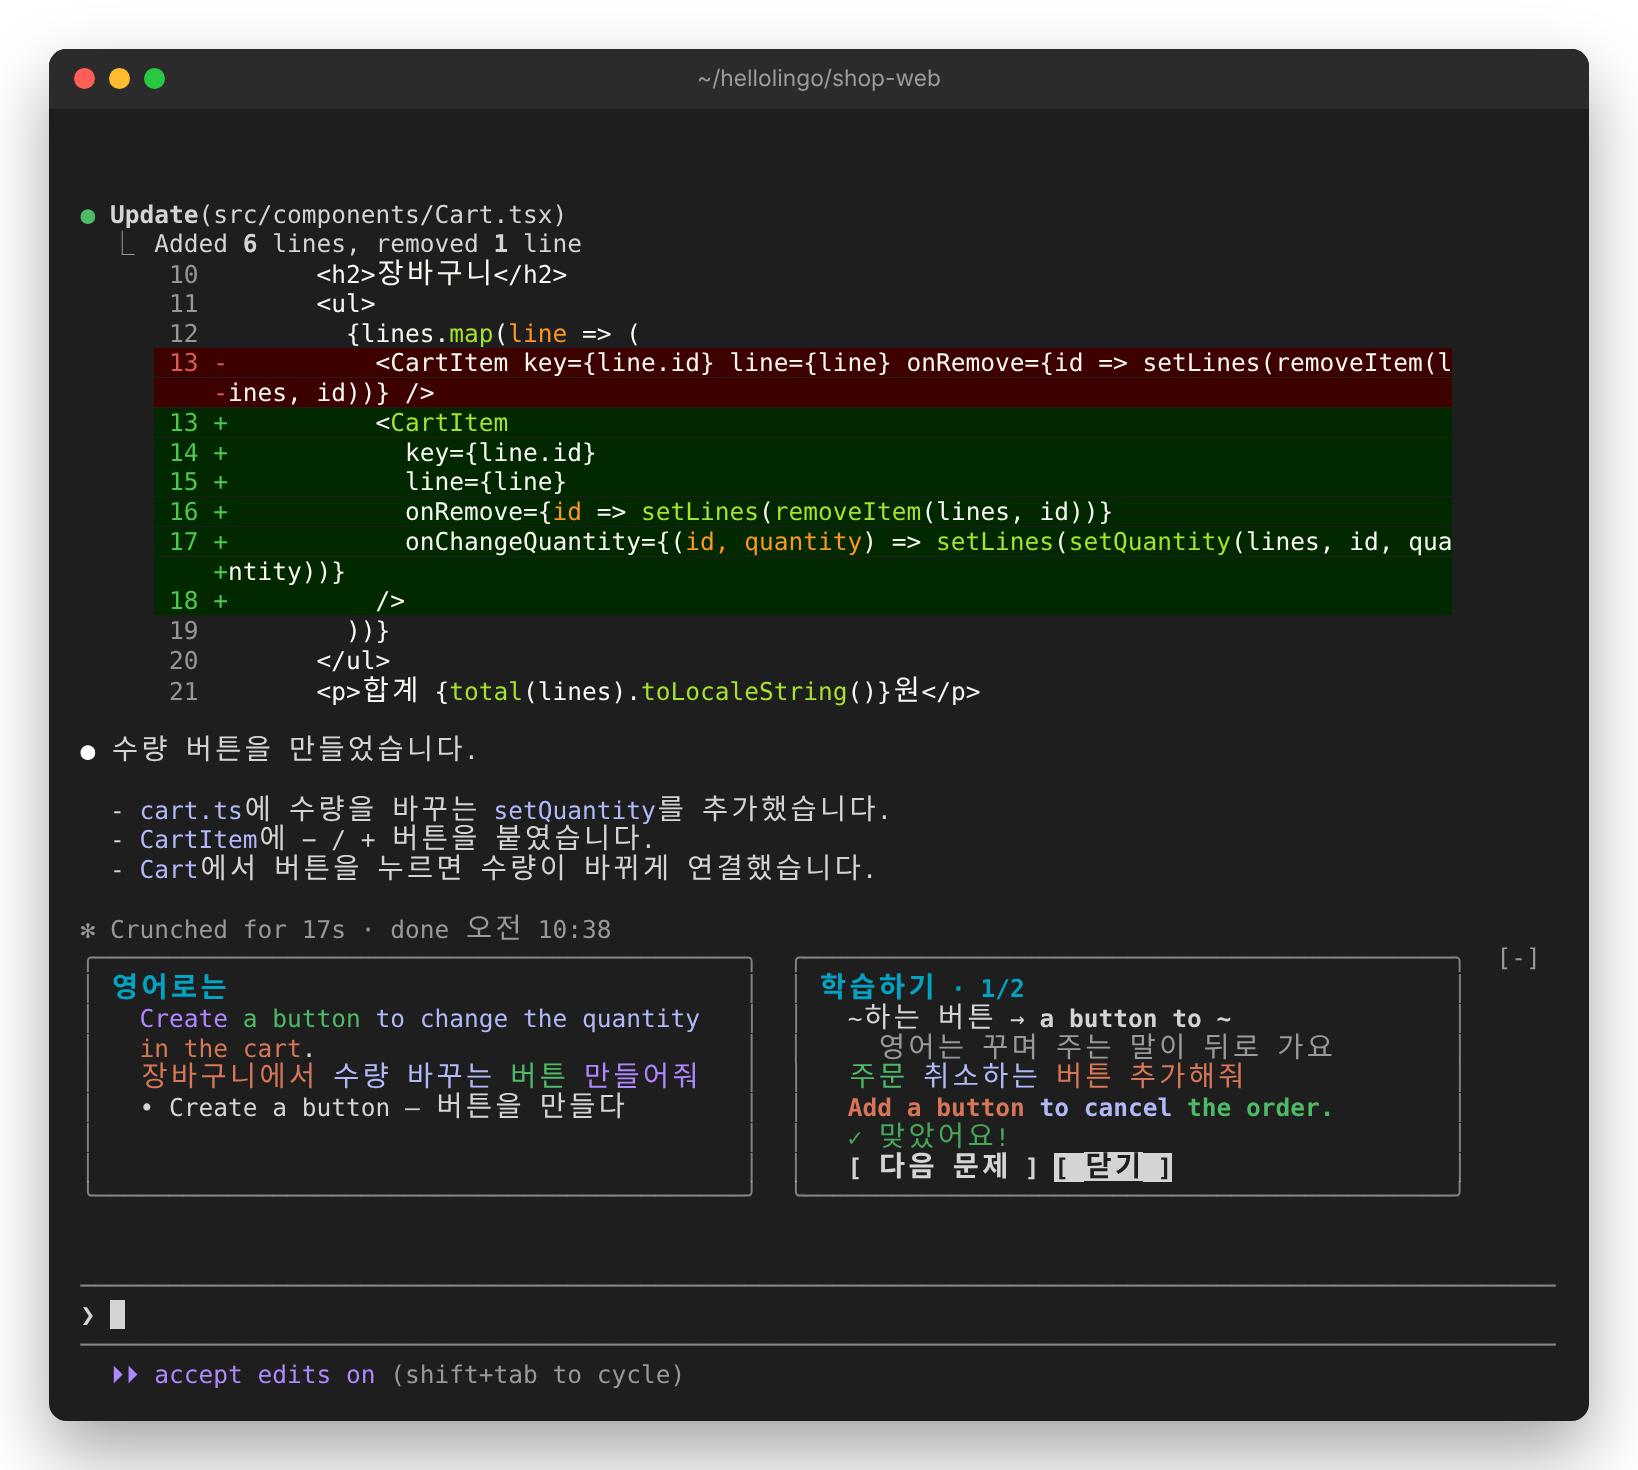 ~/hellolingo/shop-web
● Update(src/components/Cart.tsx)
⎿ Added 6 lines, removed 1 line
10 <h2>장바구니</h2>
11 <ul>
12 {lines.map(line => (
13 - <CartItem key={line.id} line={line} onRemove={id => setLines(removeItem(l
-ines, id))} />
13 + <CartItem
14 + key={line.id}
15 + line={line}
16 + onRemove={id => setLines(removeItem(lines, id))}
17 + onChangeQuantity={(id, quantity) => setLines(setQuantity(lines, id, qua
+ntity))}
18 + />
19 ))}
20 </ul>
21 <p>합계 {total(lines).toLocaleString()}원</p>
● 수량 버튼을 만들었습니다.
- cart.ts에 수량을 바꾸는 setQuantity를 추가했습니다.
- CartItem에 − / + 버튼을 붙였습니다.
- Cart에서 버튼을 누르면 수량이 바뀌게 연결했습니다.
✻ Crunched for 17s · done 오전 10:38
[-]
영어로는
Create a button to change the quantity
in the cart.
장바구니에서 수량 바꾸는 버튼 만들어줘
• Create a button — 버튼을 만들다
학습하기 · 1/2
~하는 버튼 → a button to ~
영어는 꾸며 주는 말이 뒤로 가요
주문 취소하는 버튼 추가해줘
Add a button to cancel the order.
✓ 맞았어요!
[ 다음 문제 ] [ 닫기 ]
❯
⏵⏵ accept edits on (shift+tab to cycle)